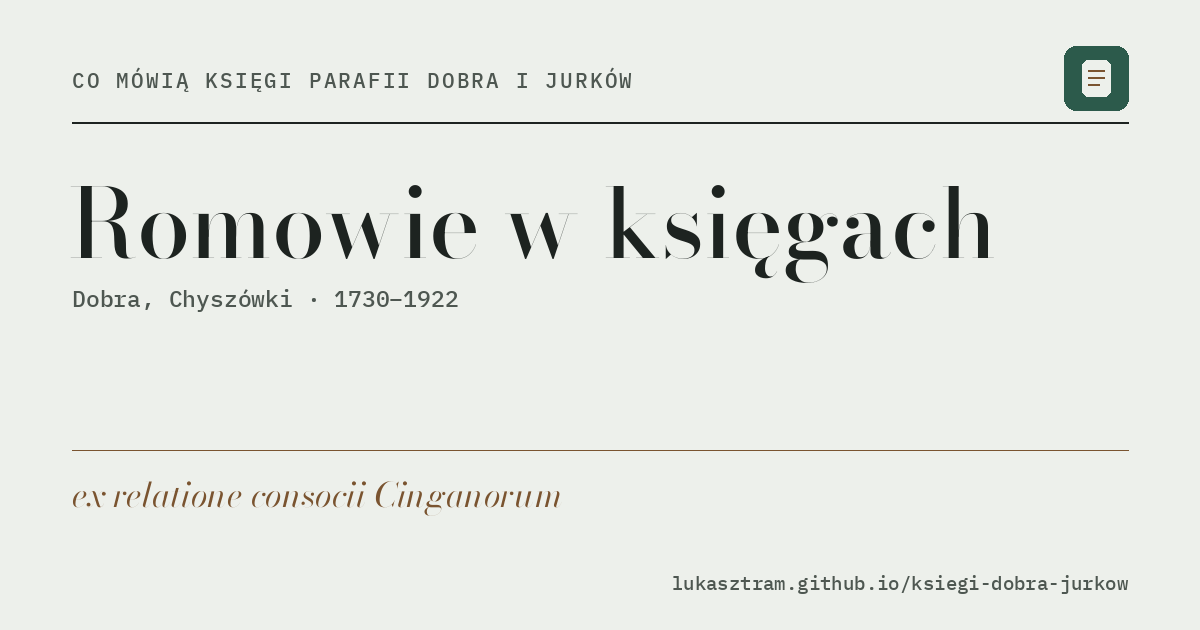 CO MÓWIĄ KSIĘGI PARAFII DOBRA I JURKÓW
Romowie w księgach
Dobra, Chyszówki · 1730–1922
ex relatione consocii Cinganorum
lukasztram.github.io/ksiegi-dobra-jurkow